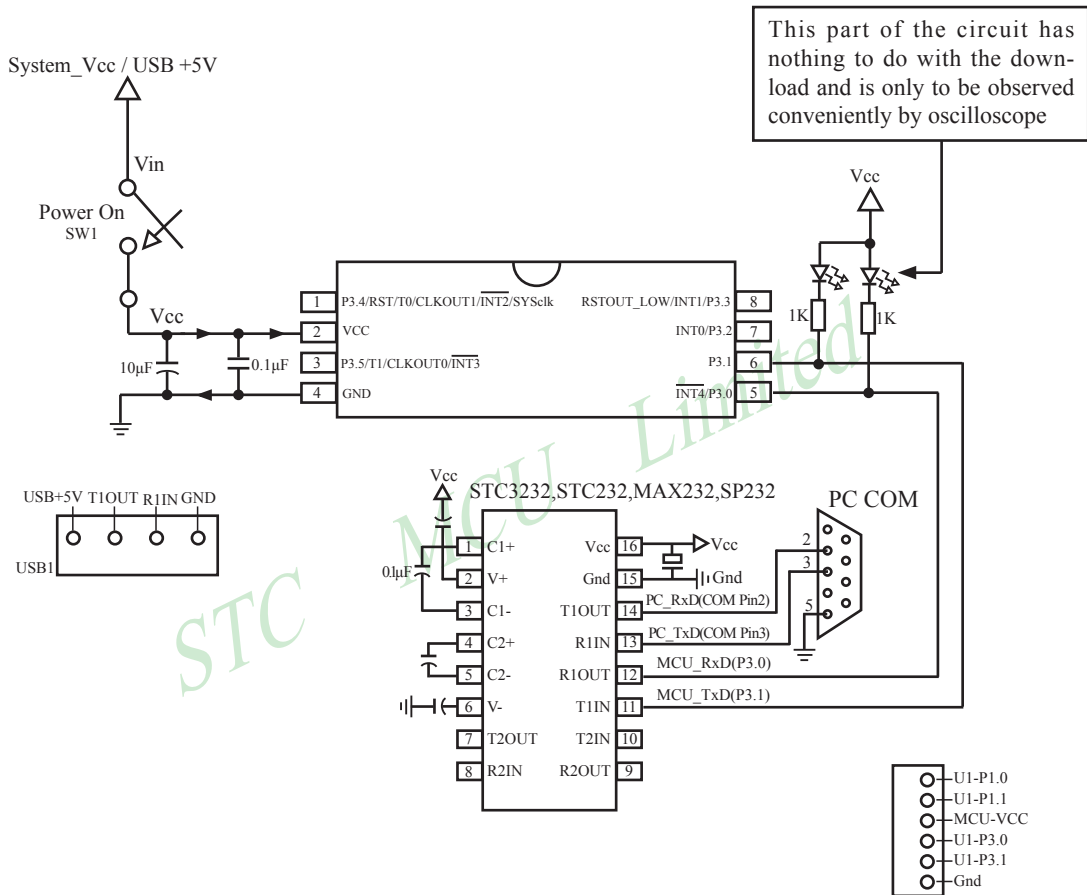 This part of the circuit has
nothing to do with the down-
load and is only to be observed
conveniently by oscilloscope
System_Vcc / USB +5V
Vin
Power On
SW1
Vcc
10µF
0.1µF
1 P3.4/RST/T0/CLKOUT1/INT2/SYSclk
2 VCC
3 P3.5/T1/CLKOUT0/INT3
4 GND
RSTOUT_LOW/INT1/P3.3 8
INT0/P3.2 7
P3.1 6
INT4/P3.0 5
Vcc
1K
1K
USB+5V T1OUT R1IN GND
USB1
Vcc
0.1µF
STC3232,STC232,MAX232,SP232
1 C1+
2 V+
3 C1-
4 C2+
5 C2-
6 V-
7 T2OUT
8 R2IN
Vcc 16
Gnd 15
T1OUT 14
R1IN 13
R1OUT 12
T1IN 11
T2IN 10
R2OUT 9
Vcc
Gnd
PC_RxD(COM Pin2)
PC_TxD(COM Pin3)
MCU_RxD(P3.0)
MCU_TxD(P3.1)
PC COM
2
3
5
U1-P1.0
U1-P1.1
MCU-VCC
U1-P3.0
U1-P3.1
Gnd
STC MCU Limited